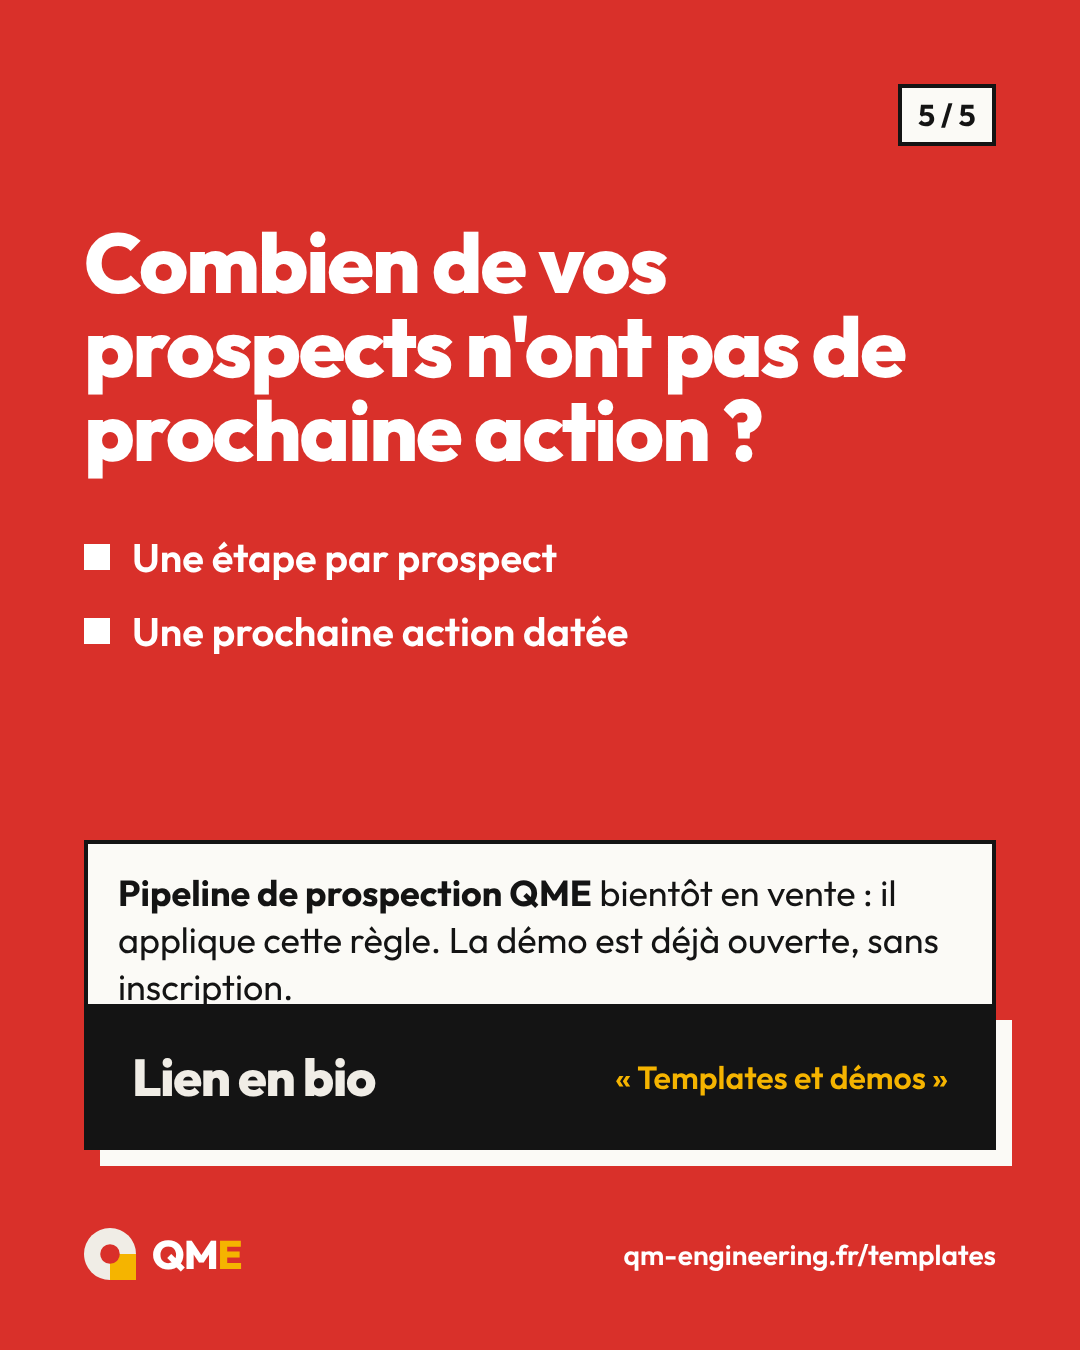 5 / 5
Combien de vos
prospects n'ont pas de
prochaine action ?
Une étape par prospect
Une prochaine action datée
Pipeline de prospection QME bientôt en vente : il
applique cette règle. La démo est déjà ouverte, sans
inscription.
Lien en bio
« Templates et démos »
QME
qm-engineering.fr/templates